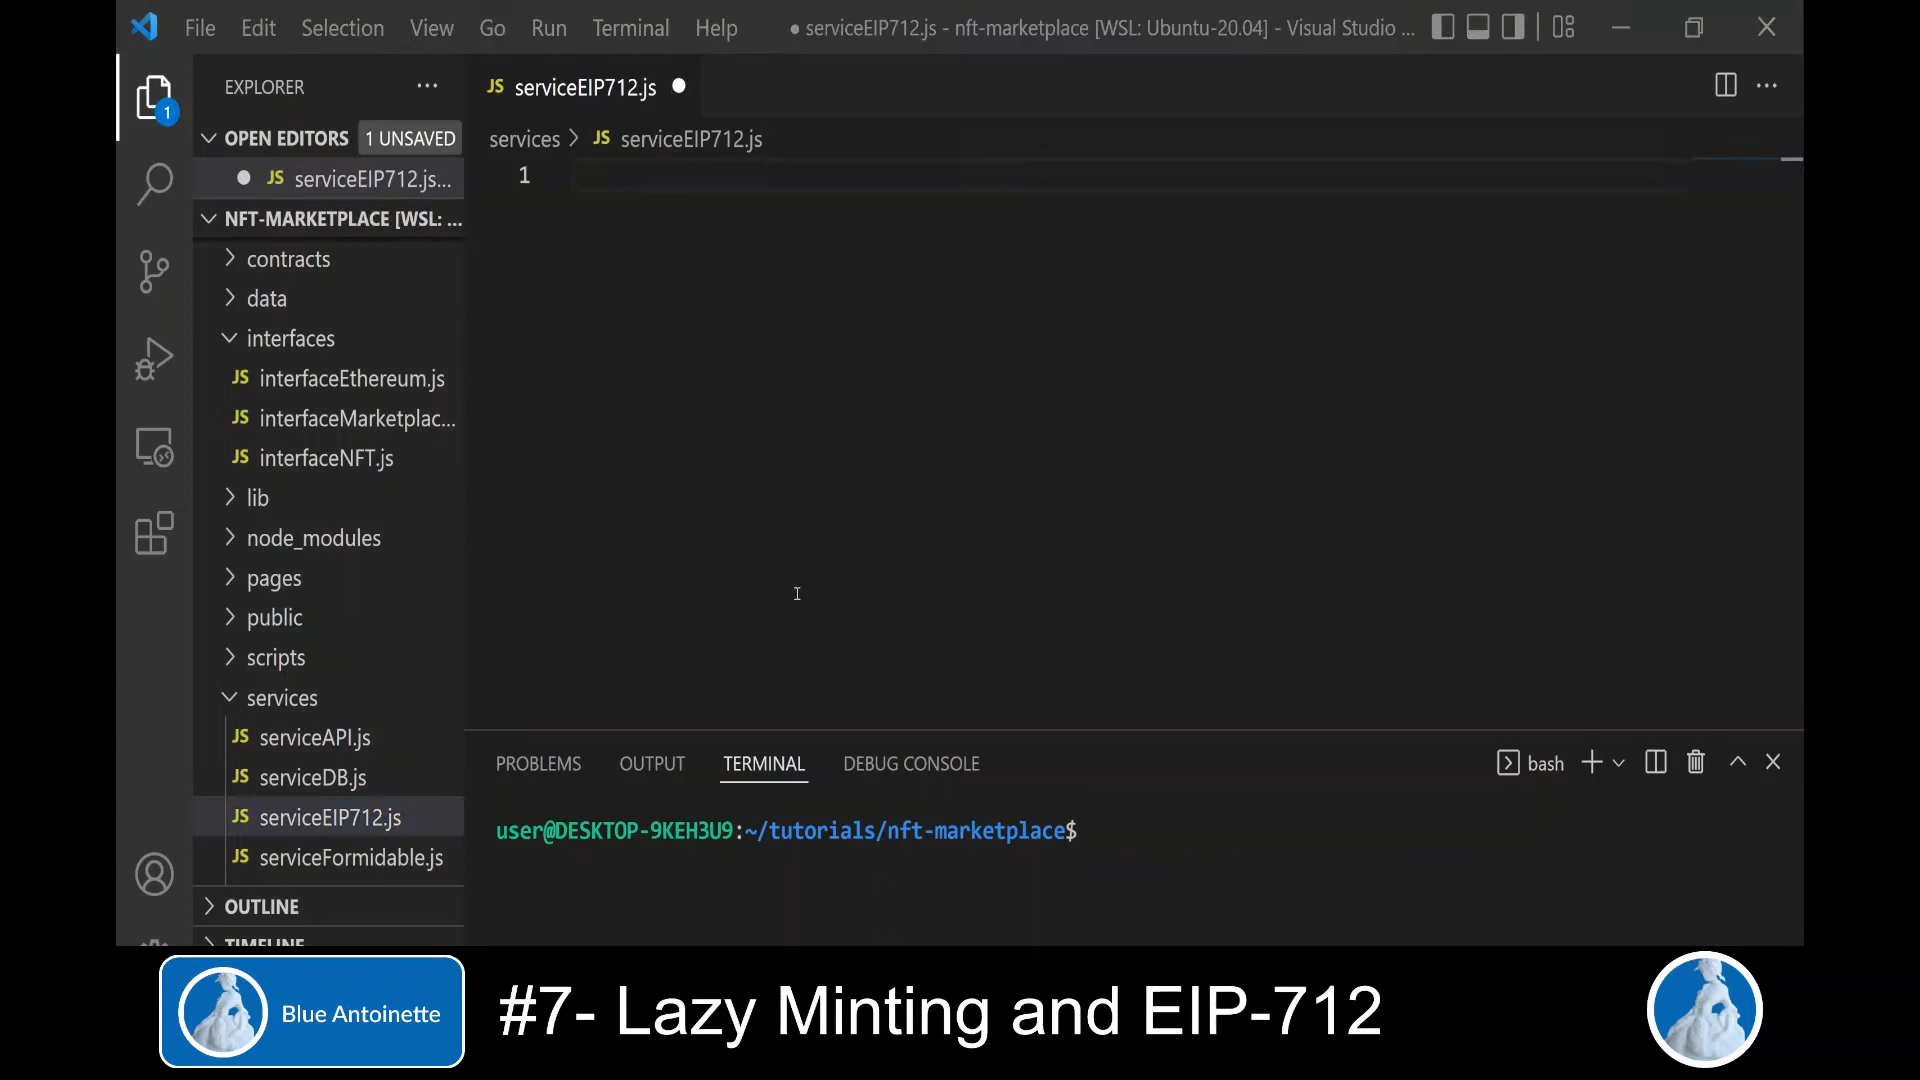 File Edit Selection View Go Run Terminal Help ● serviceEIP712.js - nft-marketplace [WSL: Ubuntu-20.04] - Visual Studio ...
EXPLORER ...
JS serviceEIP712.js ●
OPEN EDITORS 1 UNSAVED
● JS serviceEIP712.js...
services > JS serviceEIP712.js
1
1
NFT-MARKETPLACE [WSL: ...
contracts
data
interfaces
JS interfaceEthereum.js
JS interfaceMarketplac...
JS interfaceNFT.js
lib
node_modules
pages
public
scripts
services
JS serviceAPI.js
JS serviceDB.js
JS serviceEIP712.js
JS serviceFormidable.js
OUTLINE
TIMELINE
PROBLEMS OUTPUT TERMINAL DEBUG CONSOLE bash
user@DESKTOP-9KEH3U9:~/tutorials/nft-marketplace$
Blue Antoinette
#7- Lazy Minting and EIP-712